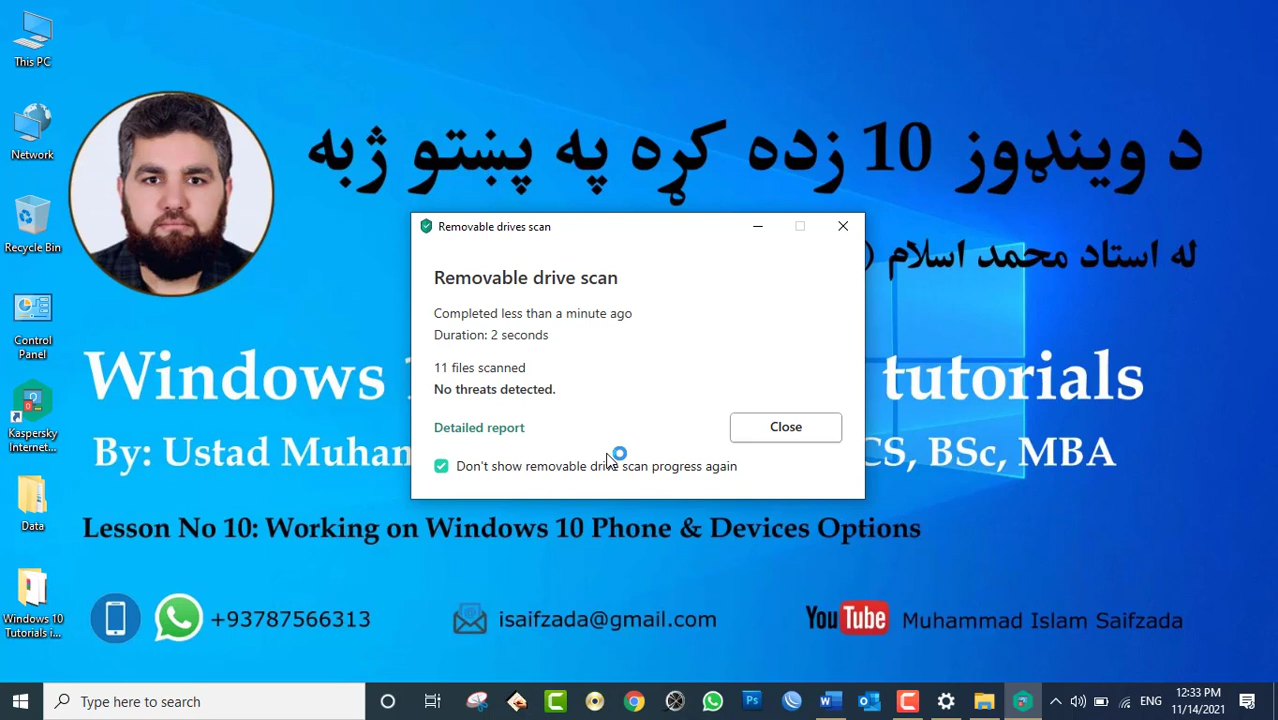 This PC
Network
Recycle Bin
Control
Panel
Kaspersky
Internet...
Data
Windows 10
Tutorials i...
د وينډوز 10 زده کړه په پښتو ژبه
له استاد محمد اسلام (
Windows 1
tutorials
By: Ustad Muhan
CS, BSc, MBA
Lesson No 10: Working on Windows 10 Phone & Devices Options
+93787566313
isaifzada@gmail.com
YouTube
Muhammad Islam Saifzada
Removable drives scan
Removable drive scan
Completed less than a minute ago
Duration: 2 seconds
11 files scanned
No threats detected.
Detailed report
Close
Don't show removable drive scan progress again
Type here to search
Ps
ENG
12:33 PM
11/14/2021